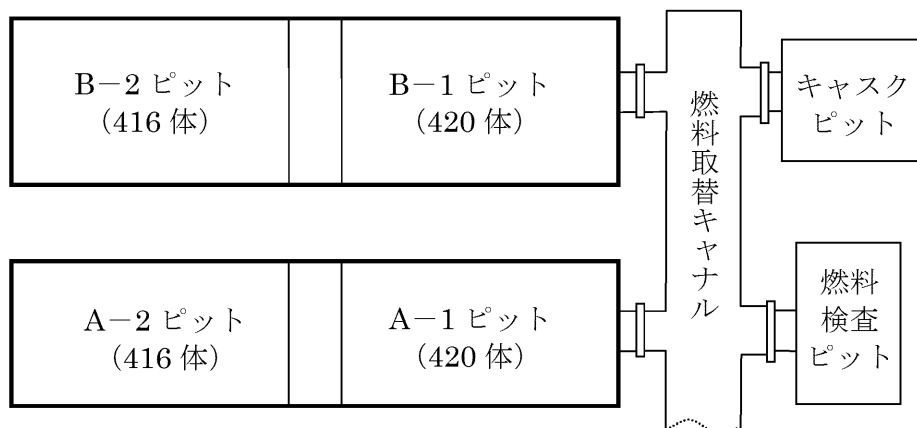 B-2 ピット
（416 体）
B-1 ピット
（420 体）
燃料取替キャナル
キャスク
ピット
A-2 ピット
（416 体）
A-1 ピット
（420 体）
燃料
検査
ピット